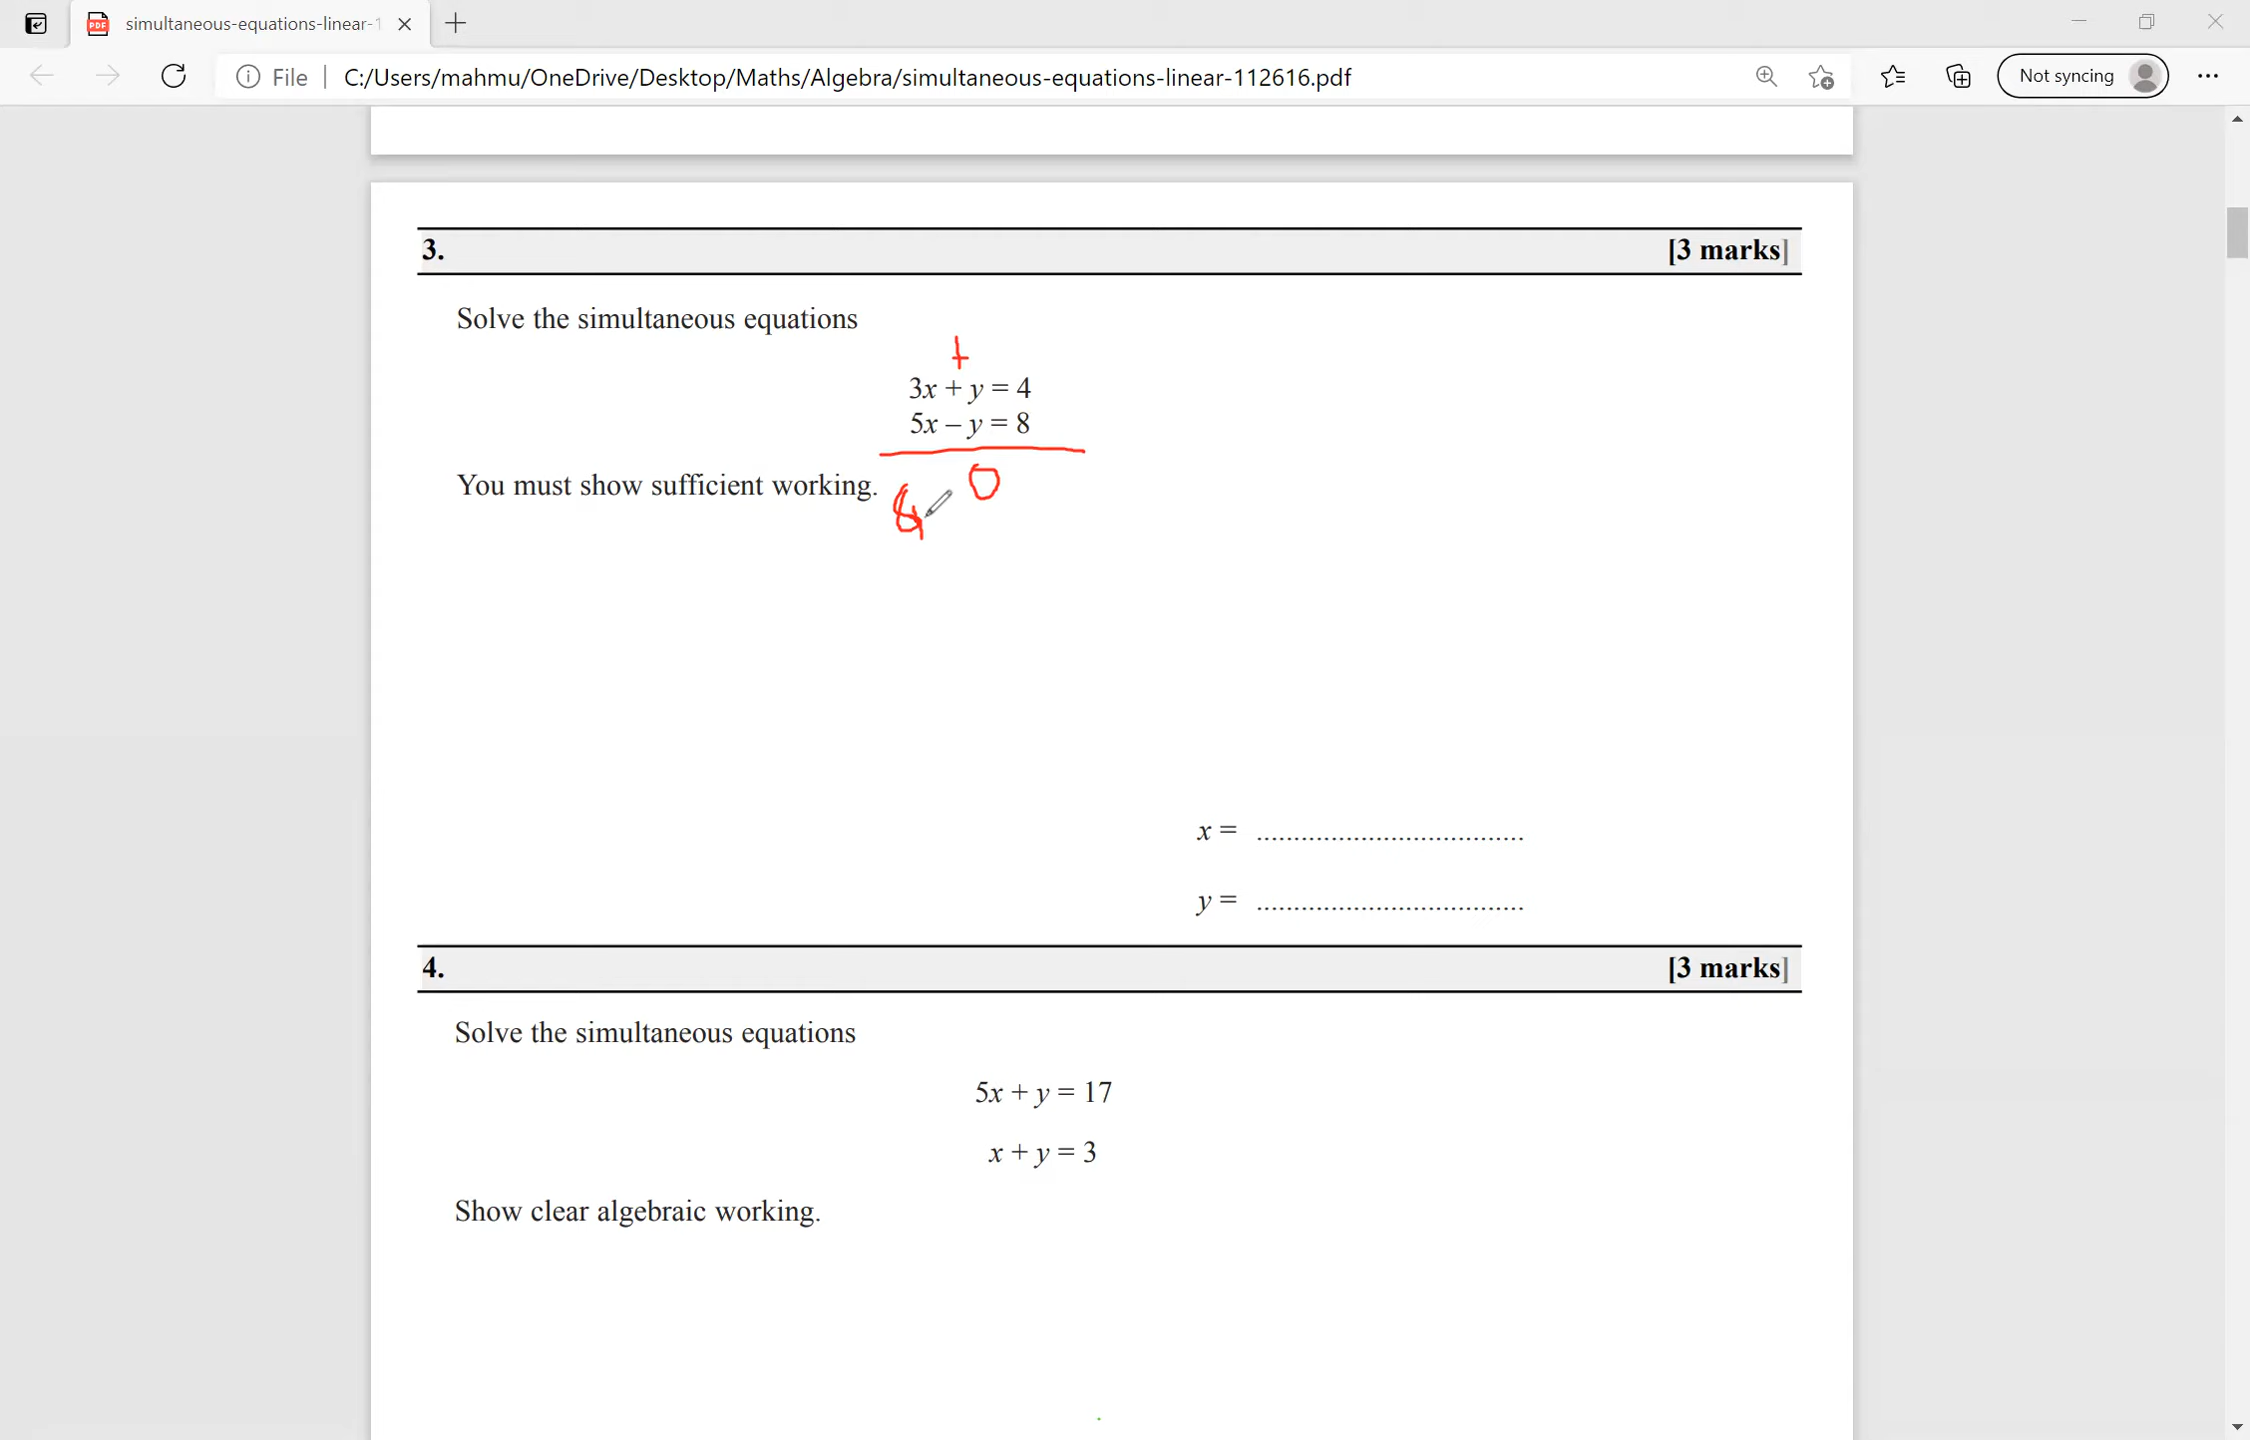 simultaneous-equations-linear-1
File | C:/Users/mahmu/OneDrive/Desktop/Maths/Algebra/simultaneous-equations-linear-112616.pdf
Not syncing
3. [3 marks]
Solve the simultaneous equations
+
3x + y = 4
5x – y = 8
0
You must show sufficient working.
8
x = ....................................
y = ....................................
4. [3 marks]
Solve the simultaneous equations
5x + y = 17
x + y = 3
Show clear algebraic working.